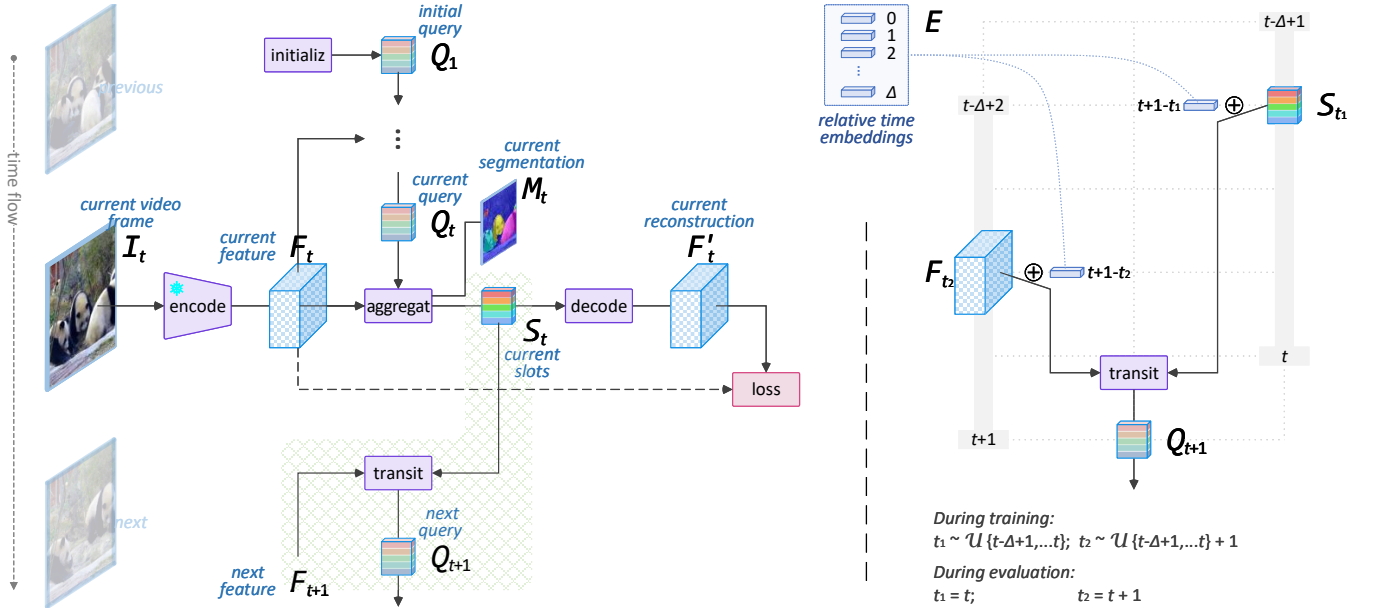 initial
query
initializ
Q1
previous
time flow
current
segmentation
Mt
current
query
Qt
current video
frame
It
current
feature
Ft
current
reconstruction
F't
encode
aggregat
decode
St
current
slots
loss
transit
next
next
query
Qt+1
next
feature
Ft+1
0
1
2
⋮
Δ
E
relative time
embeddings
t-Δ+1
t-Δ+2
t+1-t1
St1
Ft2
t+1-t2
t
transit
t+1
Qt+1
During training:
t1 ~ U {t-Δ+1,...t}; t2 ~ U {t-Δ+1,...t} + 1
During evaluation:
t1 = t; t2 = t + 1